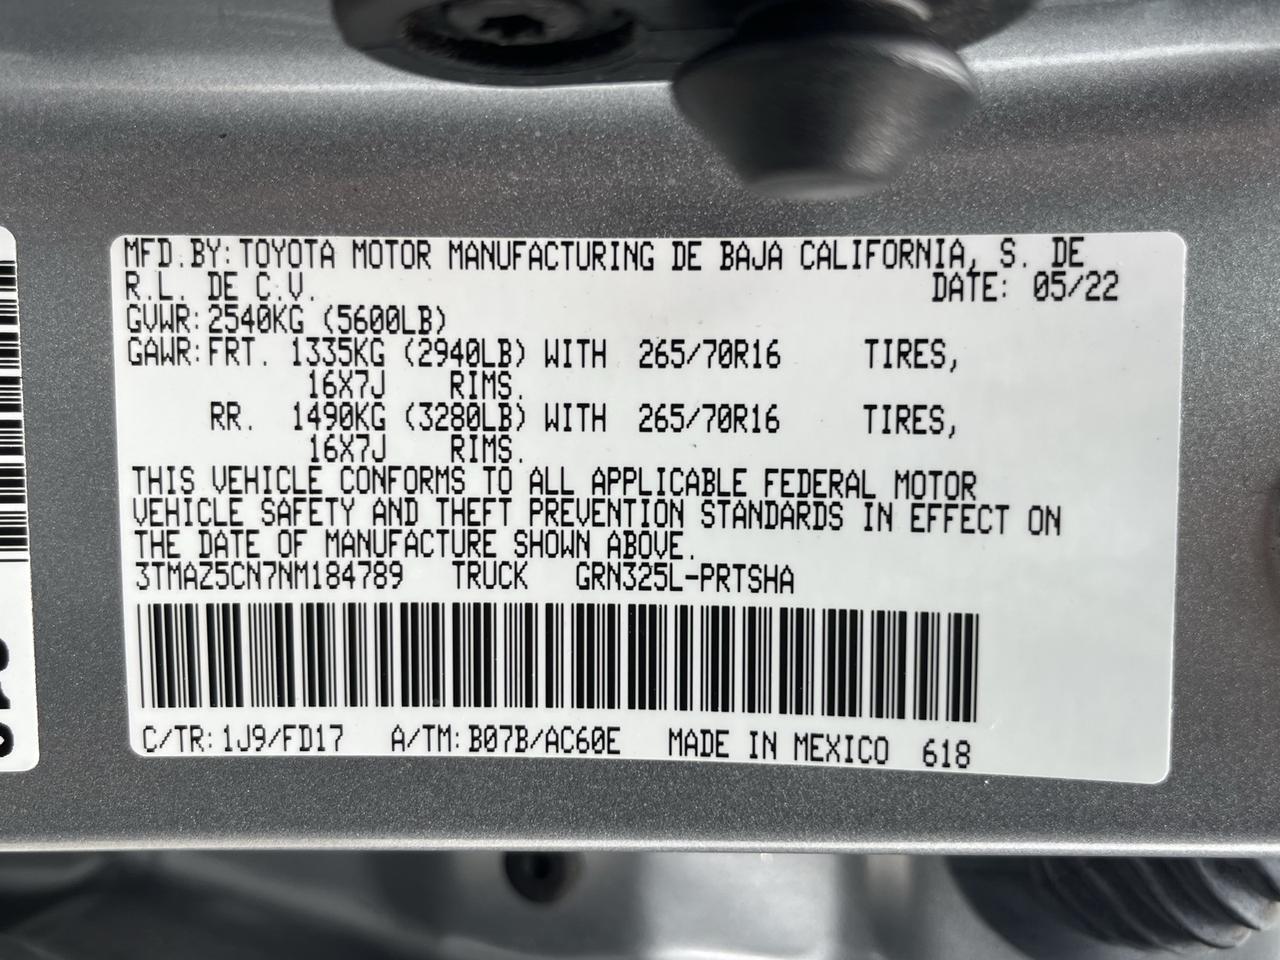 MFD.BY:TOYOTA MOTOR MANUFACTURING DE BAJA CALIFORNIA, S. DE
R.L. DE C.V. DATE: 05/22
GVWR:2540KG (5600LB)
GAWR:FRT. 1335KG (2940LB) WITH 265/70R16 TIRES,
16X7J RIMS.
RR. 1490KG (3280LB) WITH 265/70R16 TIRES,
16X7J RIMS.
THIS VEHICLE CONFORMS TO ALL APPLICABLE FEDERAL MOTOR
VEHICLE SAFETY AND THEFT PREVENTION STANDARDS IN EFFECT ON
THE DATE OF MANUFACTURE SHOWN ABOVE.
3TMAZ5CN7NM184789 TRUCK GRN325L-PRTSHA
C/TR:1J9/FD17 A/TM:B07B/AC60E MADE IN MEXICO 618